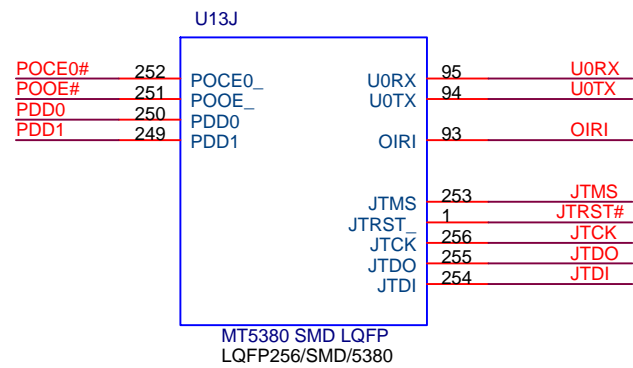 U13J
POCE0# 252 POCE0_ U0RX 95 U0RX
POOE# 251 POOE_ U0TX 94 U0TX
PDD0 250 PDD0
PDD1 249 PDD1 OIRI 93 OIRI
JTMS 253 JTMS
JTRST_ 1 JTRST#
JTCK 256 JTCK
JTDO 255 JTDO
JTDI 254 JTDI
MT5380 SMD LQFP
LQFP256/SMD/5380